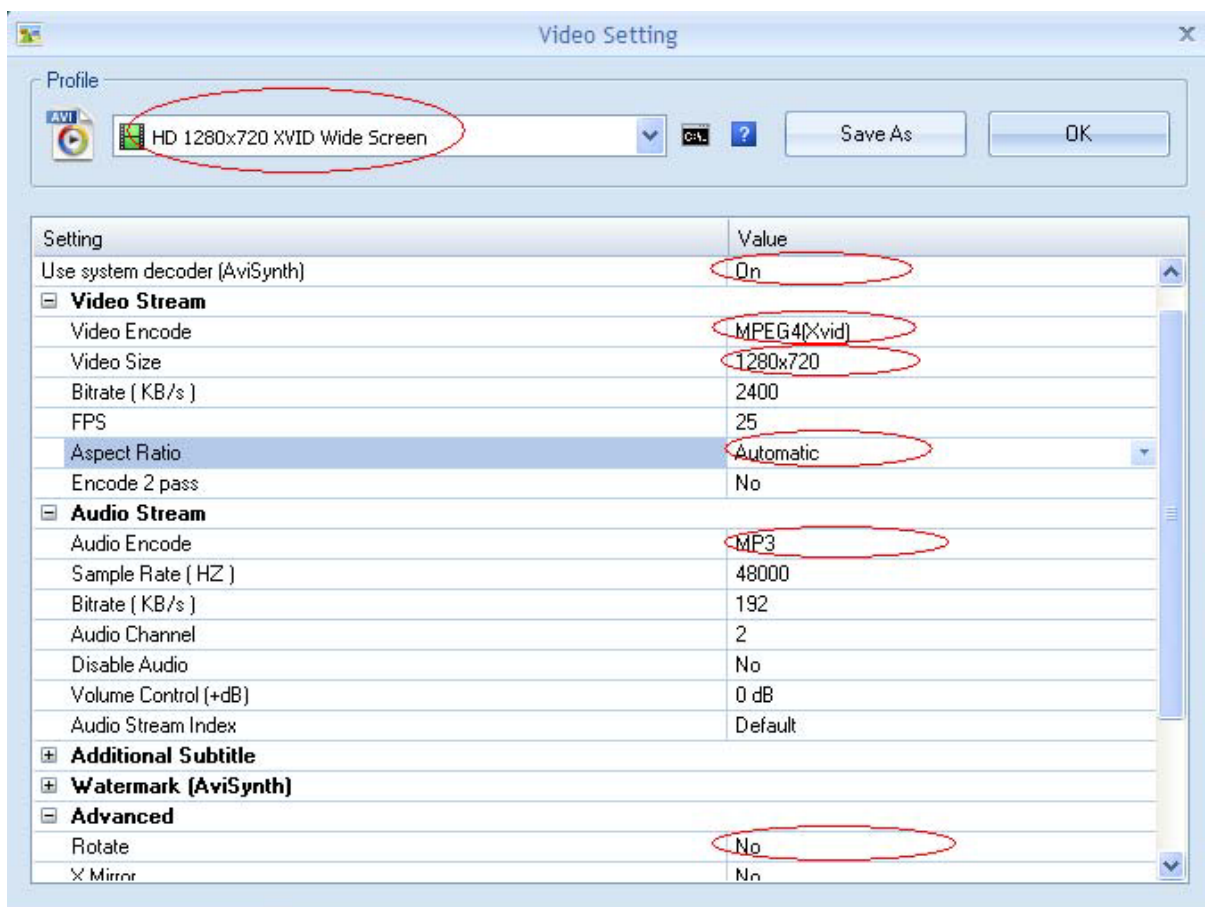 Video Setting
X
Profile
AVI
HD 1280x720 XVID Wide Screen
C:\.
?
Save As
OK
Setting Value
Use system decoder (AviSynth) On
Video Stream
Video Encode MPEG4(Xvid)
Video Size 1280x720
Bitrate ( KB/s ) 2400
FPS 25
Aspect Ratio Automatic
Encode 2 pass No
Audio Stream
Audio Encode MP3
Sample Rate ( HZ ) 48000
Bitrate ( KB/s ) 192
Audio Channel 2
Disable Audio No
Volume Control (+dB) 0 dB
Audio Stream Index Default
Additional Subtitle
Watermark (AviSynth)
Advanced
Rotate No
X Mirror No